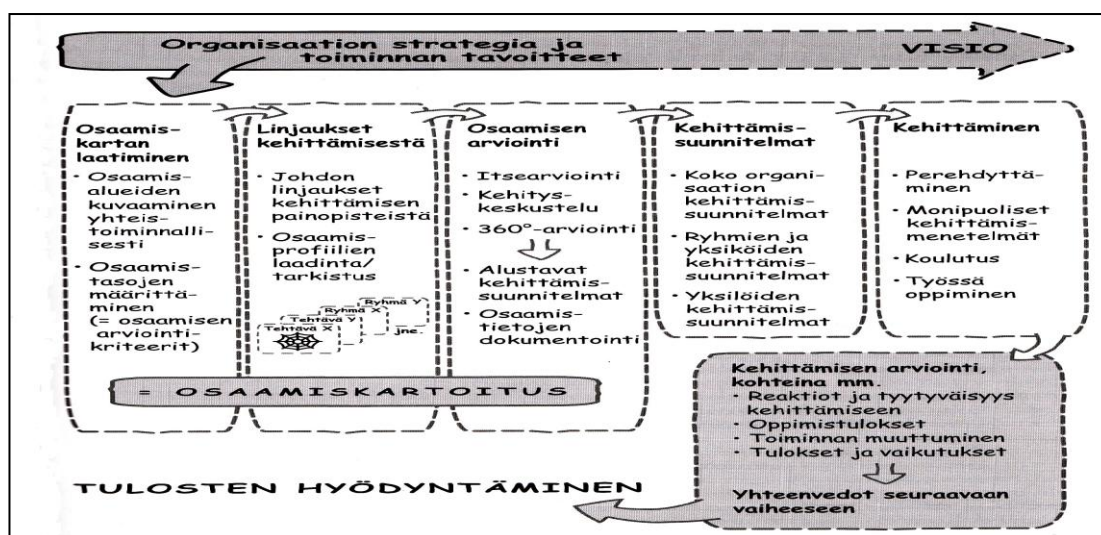 Organisaation strategia ja
toiminnan tavoitteet
VISIO
Osaamis-
kartan
laatiminen
• Osaamis-
alueiden
kuvaaminen
yhteis-
toiminnalli-
sesti
• Osaamis-
tasojen
määrittä-
minen
(= osaamisen
arviointi-
kriteerit)
Linjaukset
kehittämisestä
• Johdon
linjaukset
kehittämisen
painopisteistä
• Osaamis-
profiilien
laadinta/
tarkistus
Ryhmä Y
Ryhmä X
Tehtävä Y
Tehtävä X
jne.
Osaamisen
arviointi
• Itsearviointi
• Kehitys-
keskustelu
• 360°-arviointi
• Alustavat
kehittämis-
suunnitelmat
• Osaamis-
tietojen
dokumentointi
= OSAAMISKARTOITUS
Kehittämis-
suunnitelmat
• Koko organi-
saation
kehittämis-
suunnitelmat
• Ryhmien ja
yksiköiden
kehittämis-
suunnitelmat
• Yksilöiden
kehittämis-
suunnitelmat
Kehittäminen
• Perehdyttä-
minen
• Monipuoliset
kehittämis-
menetelmät
• Koulutus
• Työssä
oppiminen
Kehittämisen arviointi,
kohteina mm.
• Reaktiot ja tyytyväisyys
kehittämiseen
• Oppimistulokset
• Toiminnan muuttuminen
• Tulokset ja vaikutukset
Yhteenvedot seuraavaan
vaiheeseen
TULOSTEN HYÖDYNTÄMINEN